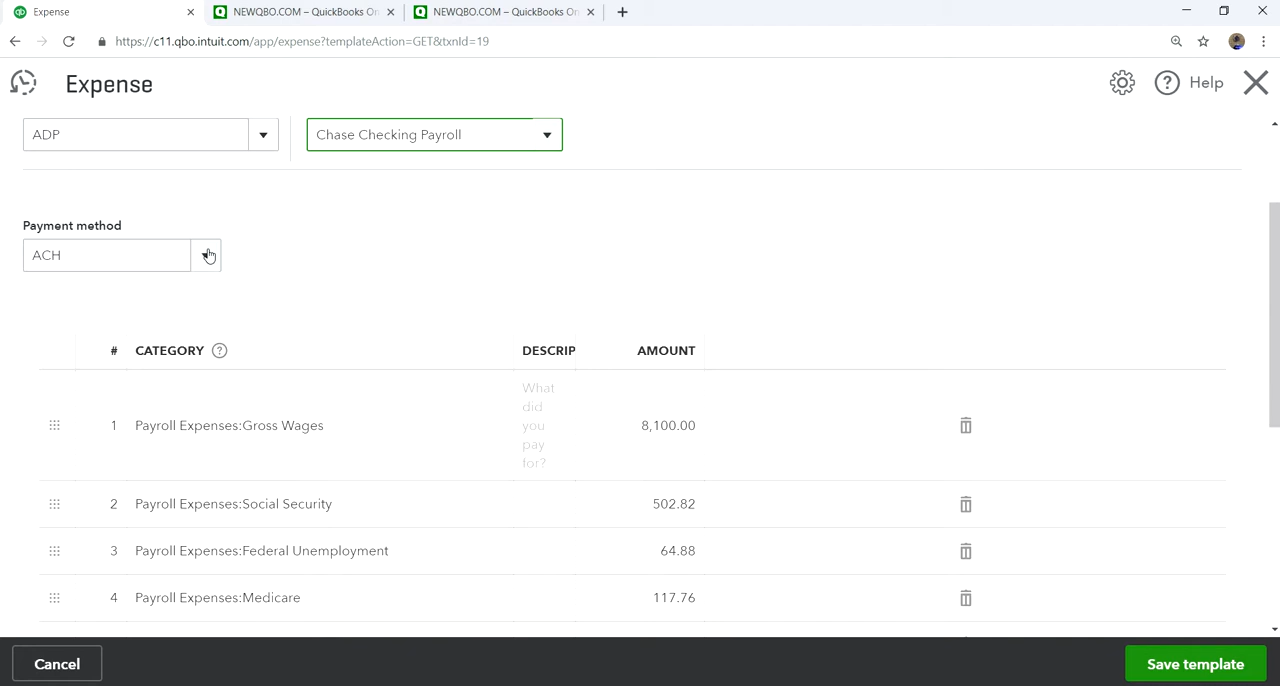 Expense
NEWQBO.COM – QuickBooks On
NEWQBO.COM – QuickBooks On
https://c11.qbo.intuit.com/app/expense?templateAction=GET&txnId=19
Expense
Help
ADP
Chase Checking Payroll
Payment method
ACH
# CATEGORY DESCRIP AMOUNT
What
did
you
1 Payroll Expenses:Gross Wages 8,100.00
pay
for?
2 Payroll Expenses:Social Security 502.82
3 Payroll Expenses:Federal Unemployment 64.88
4 Payroll Expenses:Medicare 117.76
Cancel
Save template